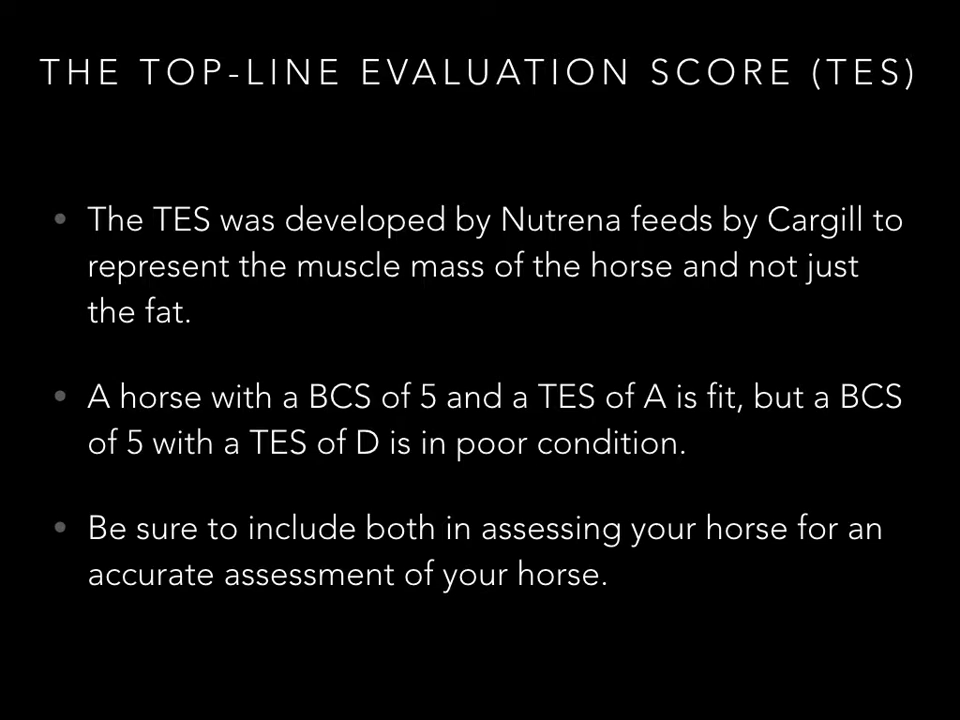 THE TOP-LINE EVALUATION SCORE (TES)
• The TES was developed by Nutrena feeds by Cargill to
represent the muscle mass of the horse and not just
the fat.
• A horse with a BCS of 5 and a TES of A is fit, but a BCS
of 5 with a TES of D is in poor condition.
• Be sure to include both in assessing your horse for an
accurate assessment of your horse.